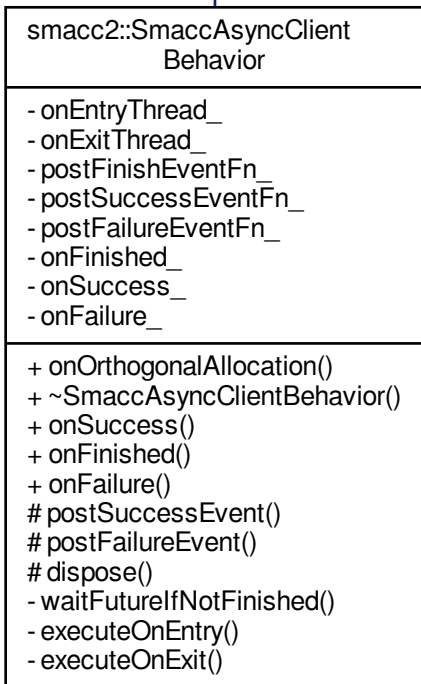 smacc2::SmaccAsyncClient
Behavior
- onEntryThread_
- onExitThread_
- postFinishEventFn_
- postSuccessEventFn_
- postFailureEventFn_
- onFinished_
- onSuccess_
- onFailure_
+ onOrthogonalAllocation()
+ ~SmaccAsyncClientBehavior()
+ onSuccess()
+ onFinished()
+ onFailure()
# postSuccessEvent()
# postFailureEvent()
# dispose()
- waitFutureIfNotFinished()
- executeOnEntry()
- executeOnExit()